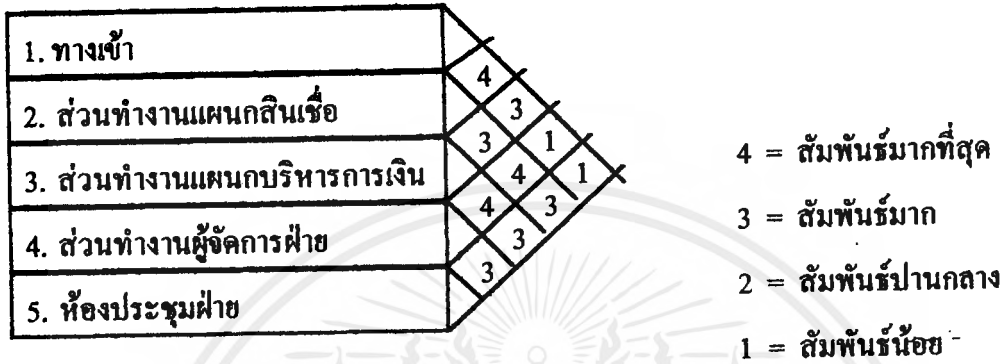 1. ทางเข้า
2. ส่วนทำงานแผนกสินเชื่อ
3. ส่วนทำงานแผนกบริหารการเงิน
4. ส่วนทำงานผู้จัดการฝ่าย
5. ห้องประชุมฝ่าย
4
3
3 1
4 1
4 3
3
3
4 = สัมพันธ์มากที่สุด
3 = สัมพันธ์มาก
2 = สัมพันธ์ปานกลาง
1 = สัมพันธ์น้อย